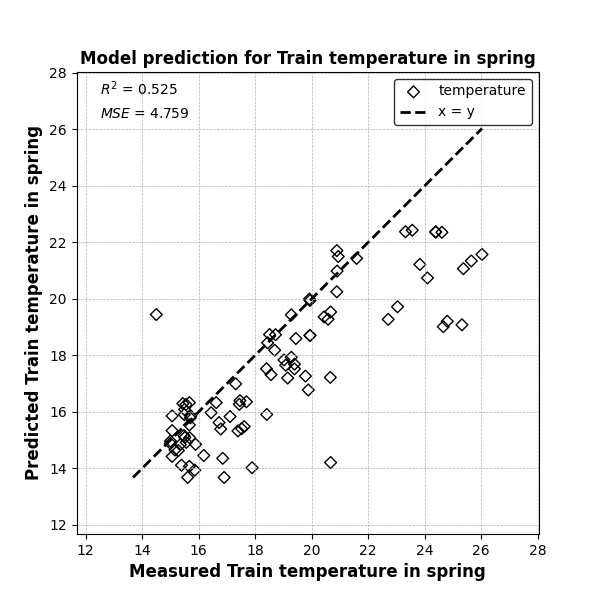 Model prediction for Train temperature in spring
R² = 0.525
MSE = 4.759
temperature
x = y
28
26
24
22
20
18
16
14
12
Predicted Train temperature in spring
12 14 16 18 20 22 24 26 28
Measured Train temperature in spring